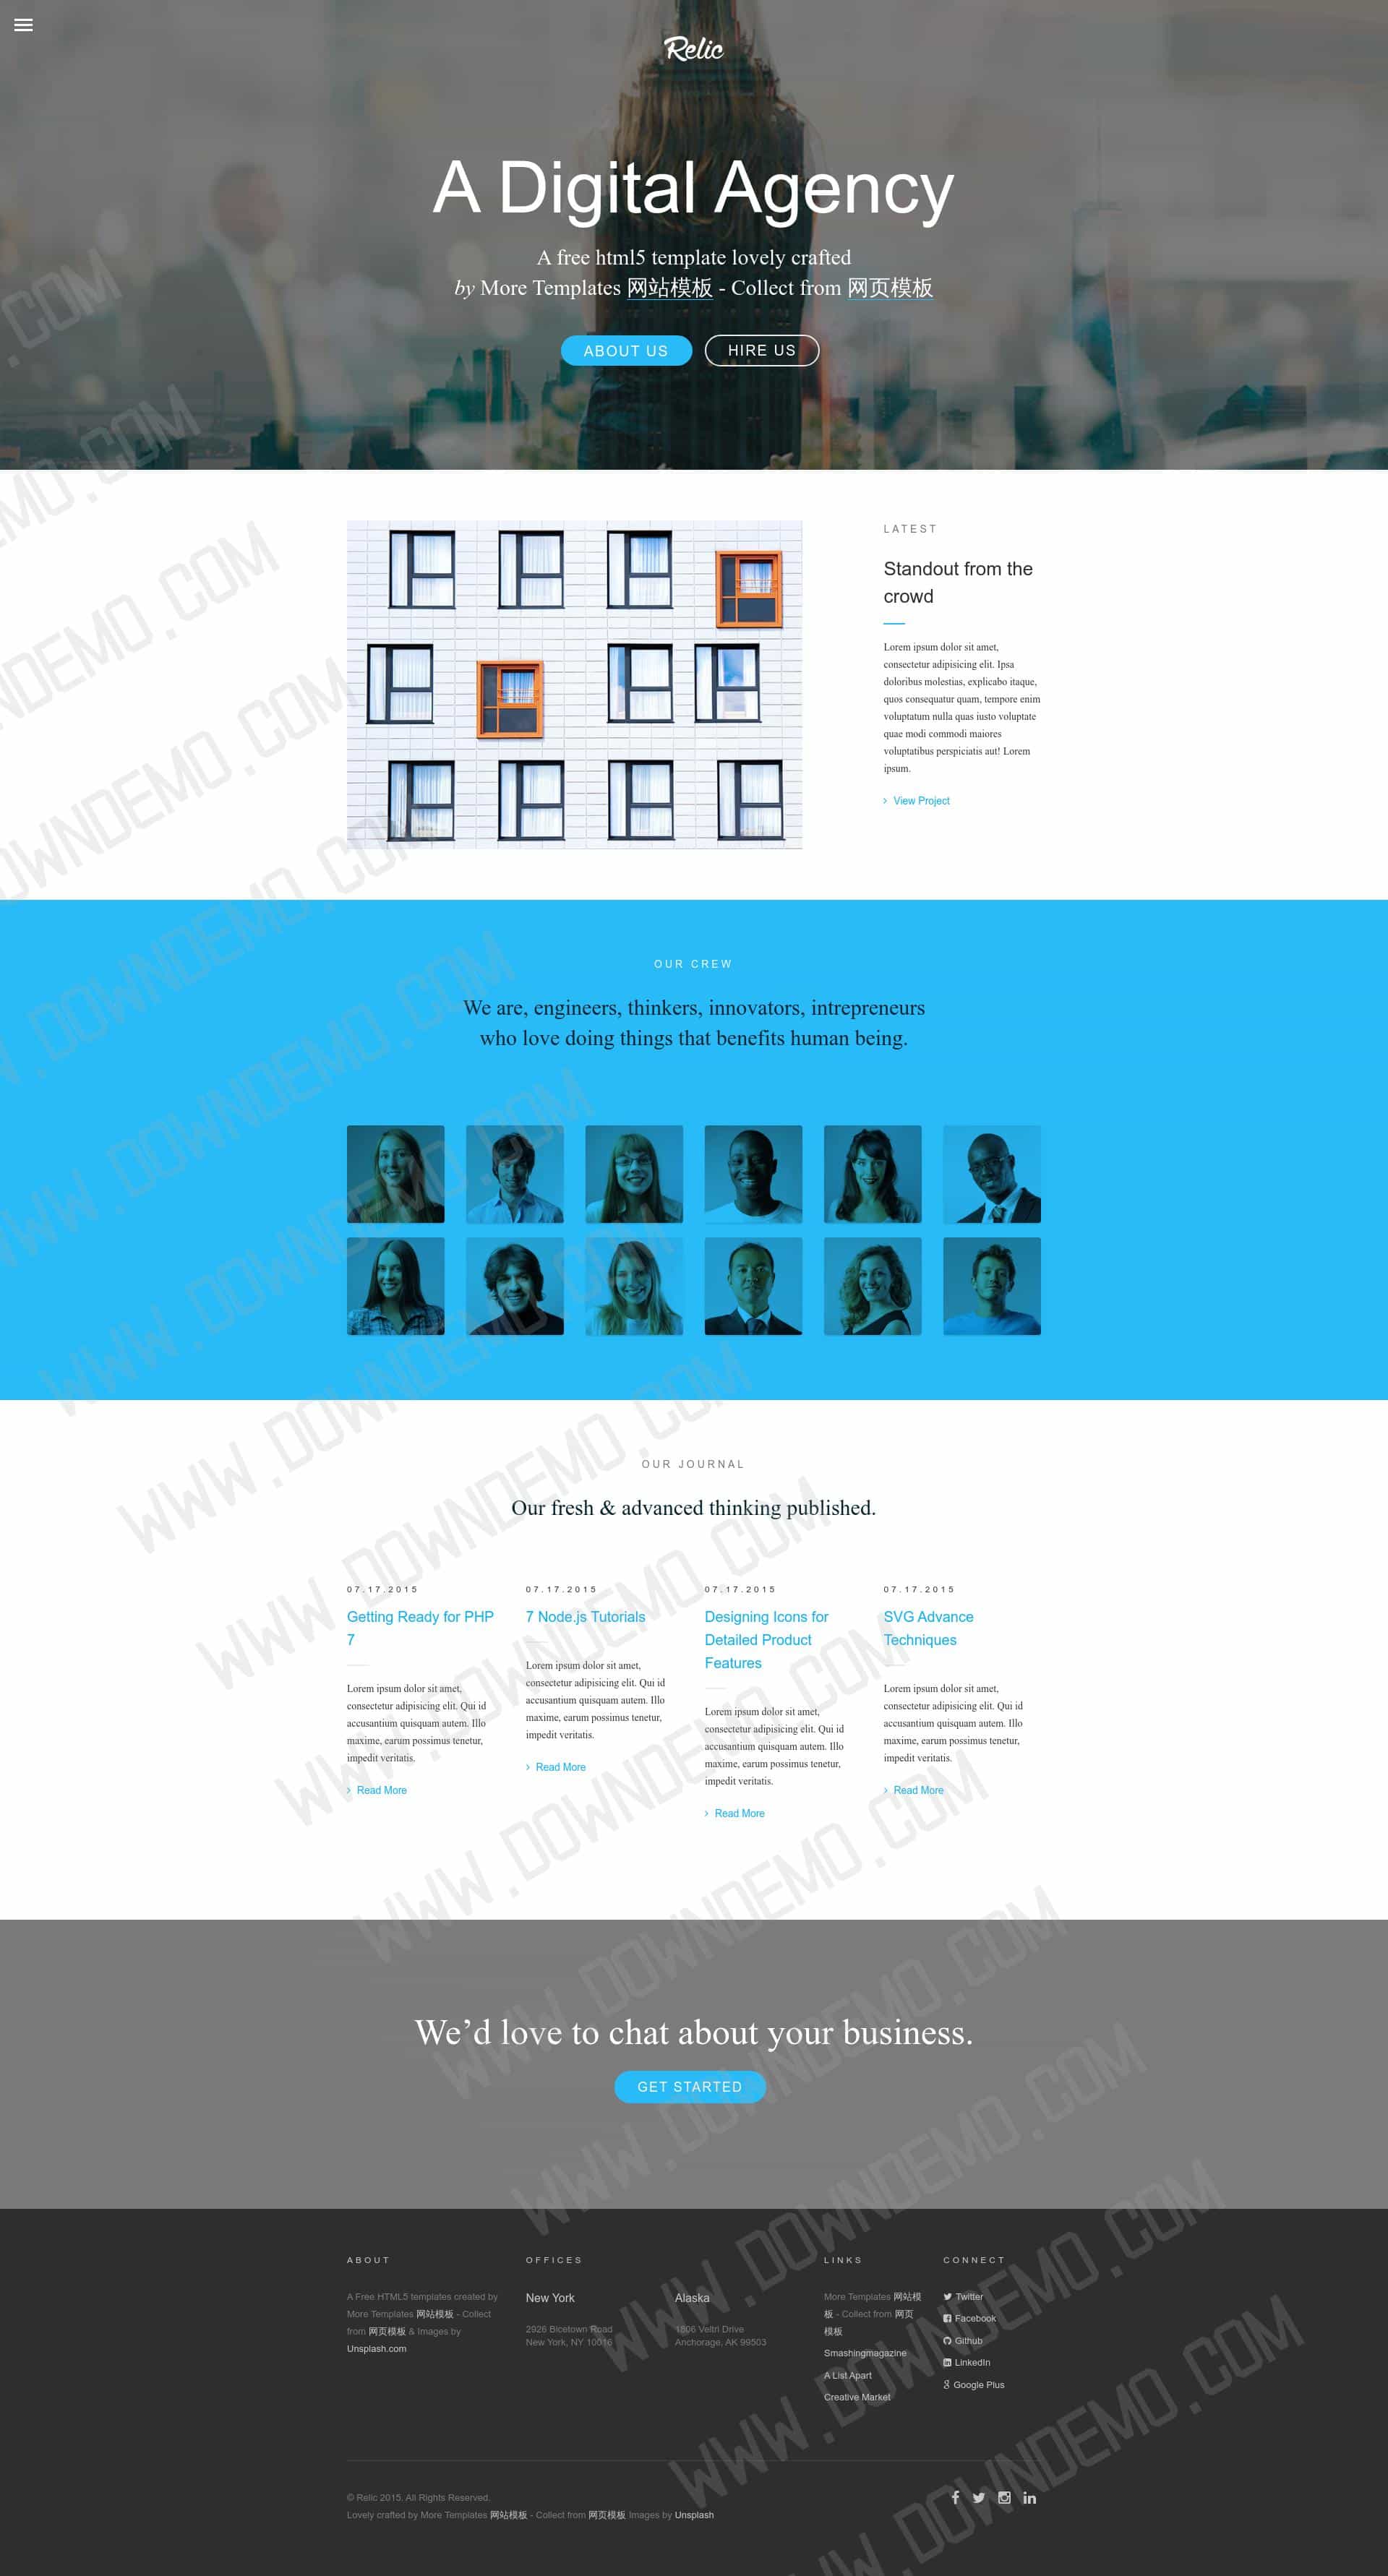 Relic
A Digital Agency
A free html5 template lovely crafted
by More Templates 网站模板 - Collect from 网页模板
ABOUT US
HIRE US
LATEST
Standout from the
crowd
Lorem ipsum dolor sit amet,
consectetur adipisicing elit. Ipsa
doloribus molestias, explicabo itaque,
quos consequatur quam, tempore enim
voluptatum nulla quas iusto voluptate
quae modi commodi maiores
voluptatibus perspiciatis aut! Lorem
ipsum.
View Project
OUR CREW
We are, engineers, thinkers, innovators, intrepreneurs
who love doing things that benefits human being.
OUR JOURNAL
Our fresh & advanced thinking published.
07.17.2015
Getting Ready for PHP
7
Lorem ipsum dolor sit amet,
consectetur adipisicing elit. Qui id
accusantium quisquam autem. Illo
maxime, earum possimus tenetur,
impedit veritatis.
Read More
07.17.2015
7 Node.js Tutorials
Lorem ipsum dolor sit amet,
consectetur adipisicing elit. Qui id
accusantium quisquam autem. Illo
maxime, earum possimus tenetur,
impedit veritatis.
Read More
07.17.2015
Designing Icons for
Detailed Product
Features
Lorem ipsum dolor sit amet,
consectetur adipisicing elit. Qui id
accusantium quisquam autem. Illo
maxime, earum possimus tenetur,
impedit veritatis.
Read More
07.17.2015
SVG Advance
Techniques
Lorem ipsum dolor sit amet,
consectetur adipisicing elit. Qui id
accusantium quisquam autem. Illo
maxime, earum possimus tenetur,
impedit veritatis.
Read More
We’d love to chat about your business.
GET STARTED
ABOUT
A Free HTML5 templates created by
More Templates 网站模板 - Collect
from 网页模板 & Images by
Unsplash.com
OFFICES
New York
2926 Bicetown Road
New York, NY 10016
Alaska
1806 Veltri Drive
Anchorage, AK 99503
LINKS
More Templates 网站模
板 - Collect from 网页
模板
Smashingmagazine
A List Apart
Creative Market
CONNECT
Twitter
Facebook
Github
LinkedIn
Google Plus
© Relic 2015. All Rights Reserved.
Lovely crafted by More Templates 网站模板 - Collect from 网页模板 Images by Unsplash
WWW.DOWNDEMO.COM